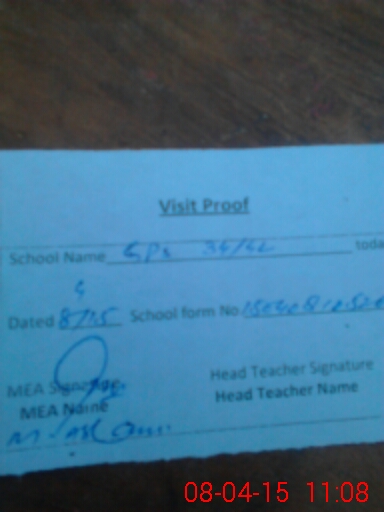 Visit Proof
School Name GPS 34/4L toda
Dated 8/4/15 School form No
MEA Signature Head Teacher Signature
MEA Name Head Teacher Name
08-04-15 11:08